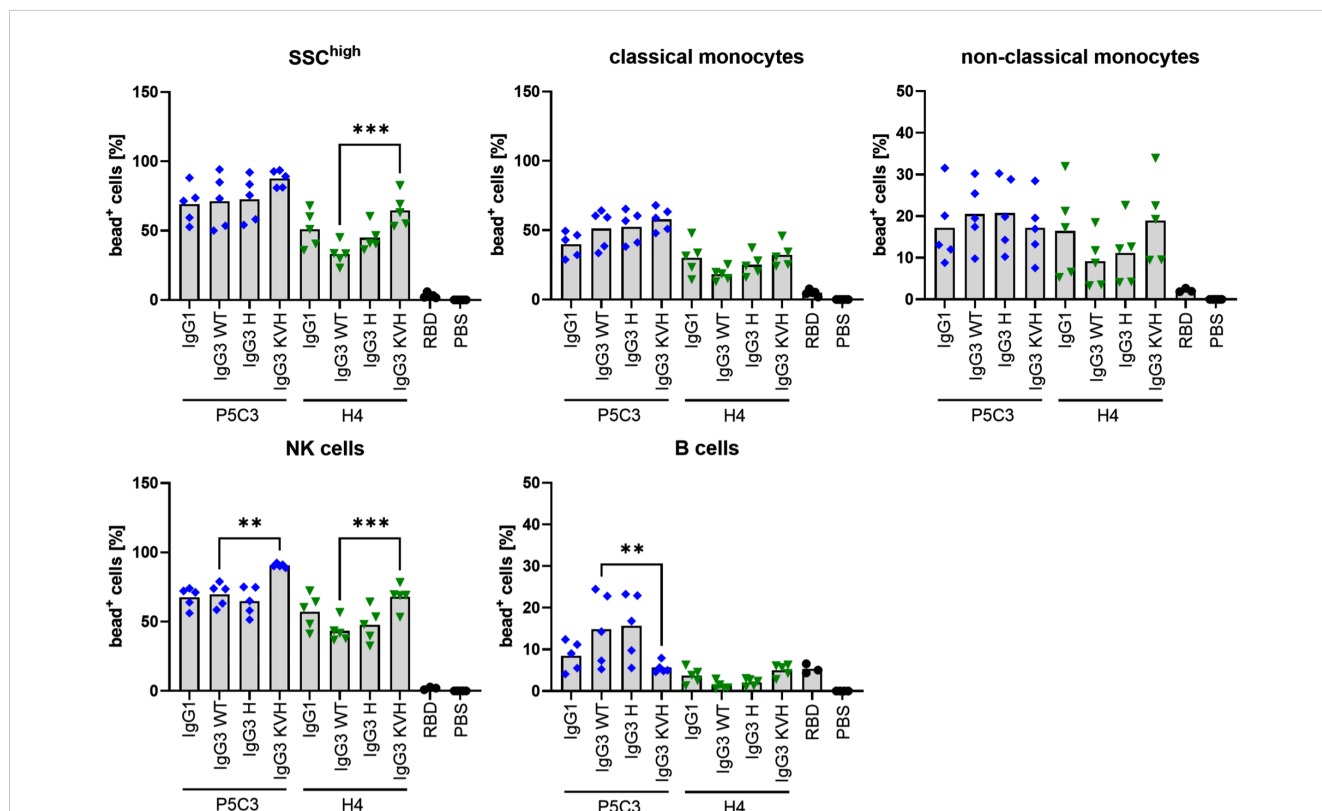 SSChigh
classical monocytes
non-classical monocytes
bead+ cells [%]
150
100
50
0
***
IgG1
IgG3 WT
IgG3 H
IgG3 KVH
IgG1
IgG3 WT
IgG3 H
IgG3 KVH
RBD
PBS
P5C3
H4
bead+ cells [%]
150
100
50
0
IgG1
IgG3 WT
IgG3 H
IgG3 KVH
IgG1
IgG3 WT
IgG3 H
IgG3 KVH
RBD
PBS
P5C3
H4
bead+ cells [%]
50
40
30
20
10
0
IgG1
IgG3 WT
IgG3 H
IgG3 KVH
IgG1
IgG3 WT
IgG3 H
IgG3 KVH
RBD
PBS
P5C3
H4
NK cells
B cells
bead+ cells [%]
150
100
50
0
**
***
IgG1
IgG3 WT
IgG3 H
IgG3 KVH
IgG1
IgG3 WT
IgG3 H
IgG3 KVH
RBD
PBS
P5C3
H4
bead+ cells [%]
50
40
30
20
10
0
**
IgG1
IgG3 WT
IgG3 H
IgG3 KVH
IgG1
IgG3 WT
IgG3 H
IgG3 KVH
RBD
PBS
P5C3
H4